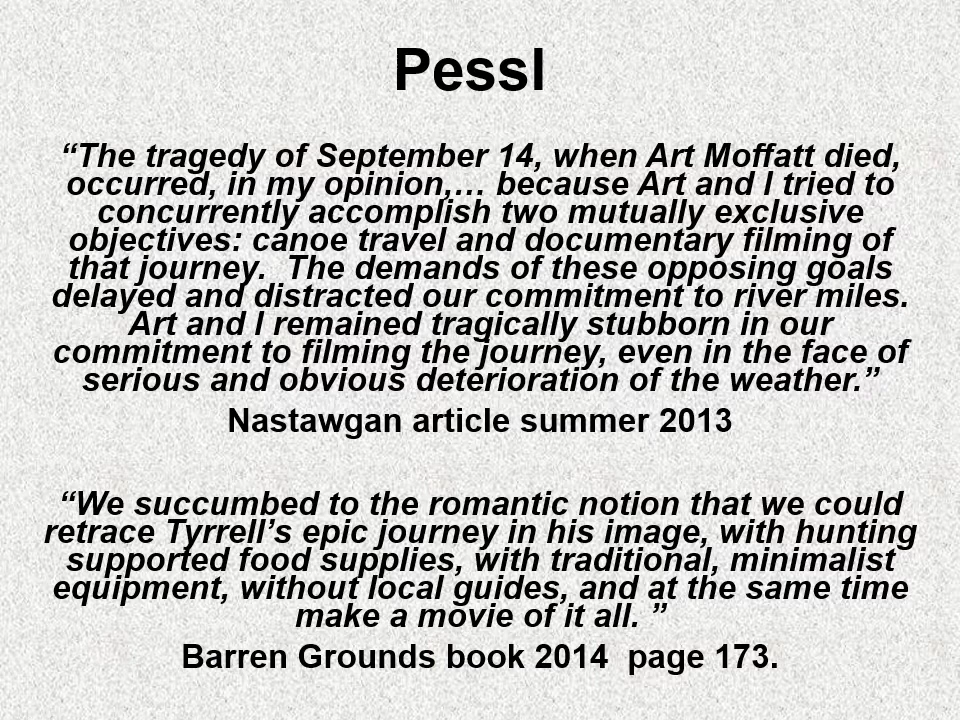 Pessl
“The tragedy of September 14, when Art Moffatt died,
occurred, in my opinion,… because Art and I tried to
concurrently accomplish two mutually exclusive
objectives: canoe travel and documentary filming of
that journey.  The demands of these opposing goals
delayed and distracted our commitment to river miles.
Art and I remained tragically stubborn in our
commitment to filming the journey, even in the face of
serious and obvious deterioration of the weather.”
Nastawgan article summer 2013
“We succumbed to the romantic notion that we could
retrace Tyrrell’s epic journey in his image, with hunting
supported food supplies, with traditional, minimalist
equipment, without local guides, and at the same time
make a movie of it all. ”
Barren Grounds book 2014  page 173.